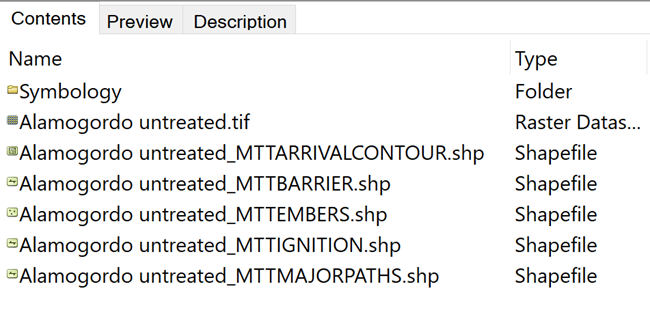 Contents Preview Description
Name Type
Symbology Folder
Alamogordo untreated.tif Raster Datas...
Alamogordo untreated_MTTARRIVALCONTOUR.shp Shapefile
Alamogordo untreated_MTTBARRIER.shp Shapefile
Alamogordo untreated_MTTEMBERS.shp Shapefile
Alamogordo untreated_MTTIGNITION.shp Shapefile
Alamogordo untreated_MTTMAJORPATHS.shp Shapefile